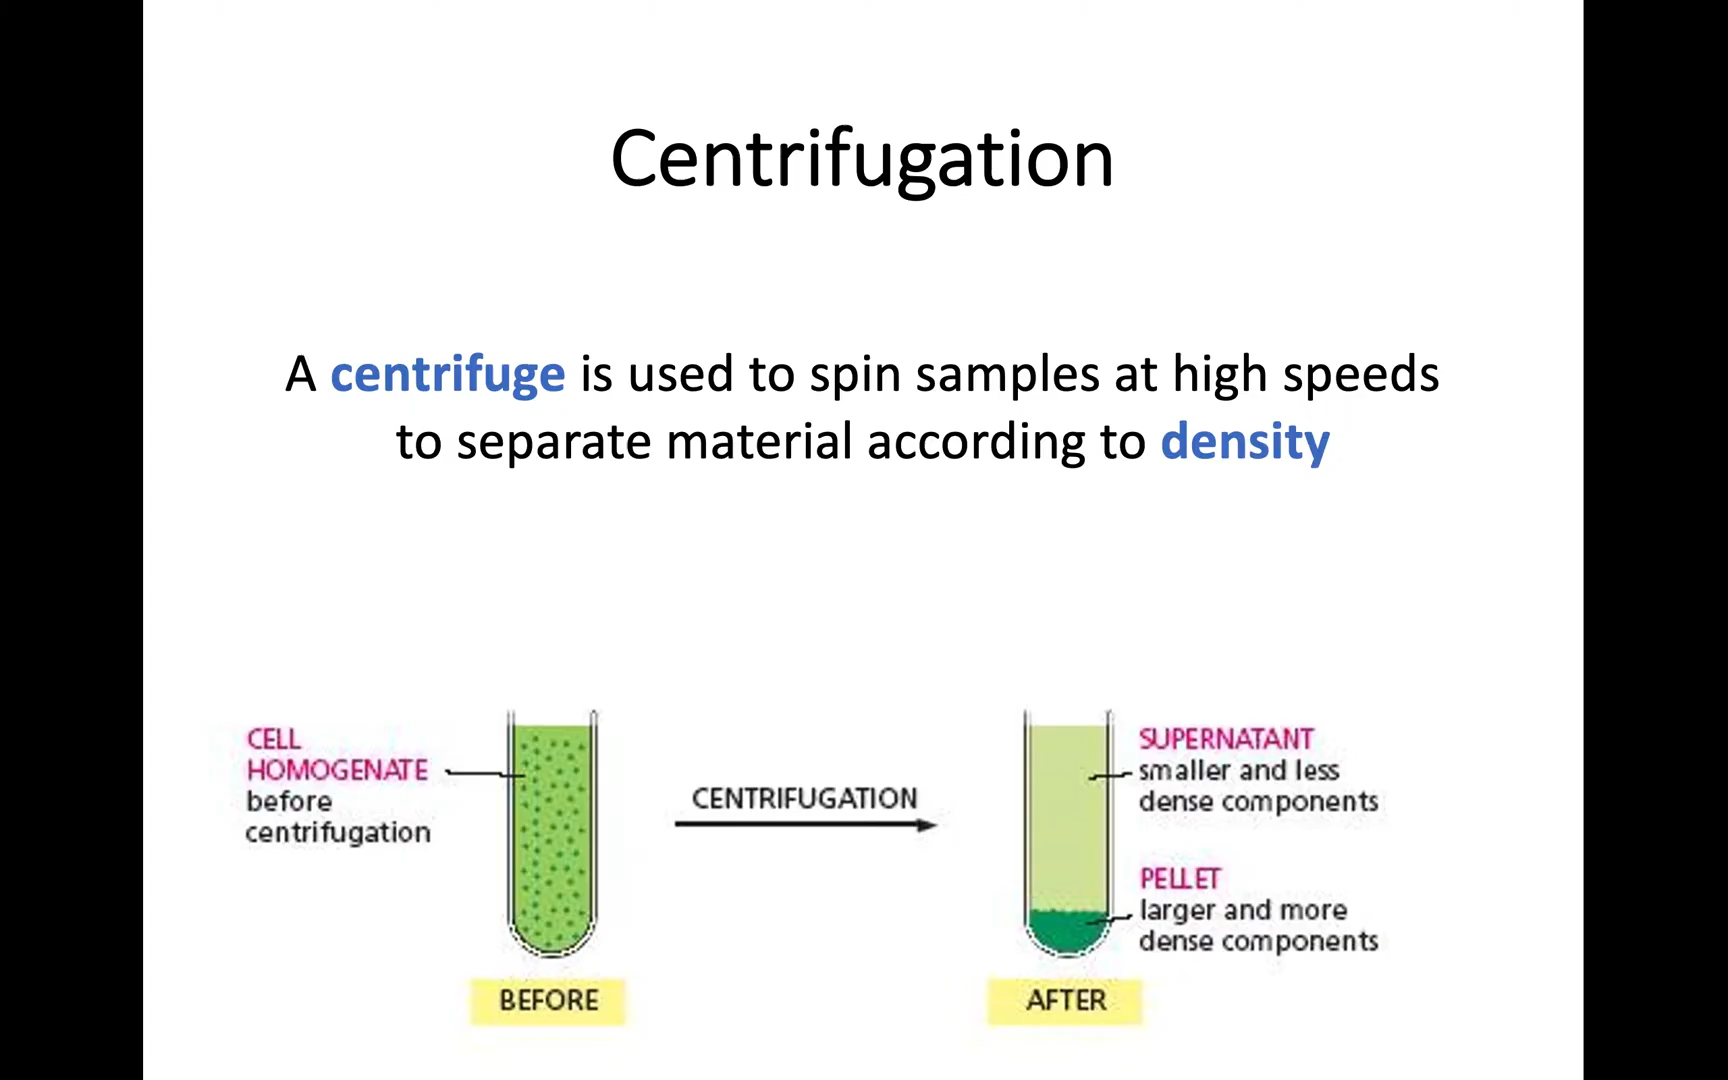 Centrifugation
A centrifuge is used to spin samples at high speeds
to separate material according to density
CELL
HOMOGENATE
before
centrifugation
CENTRIFUGATION
SUPERNATANT
smaller and less
dense components
PELLET
larger and more
dense components
BEFORE
AFTER